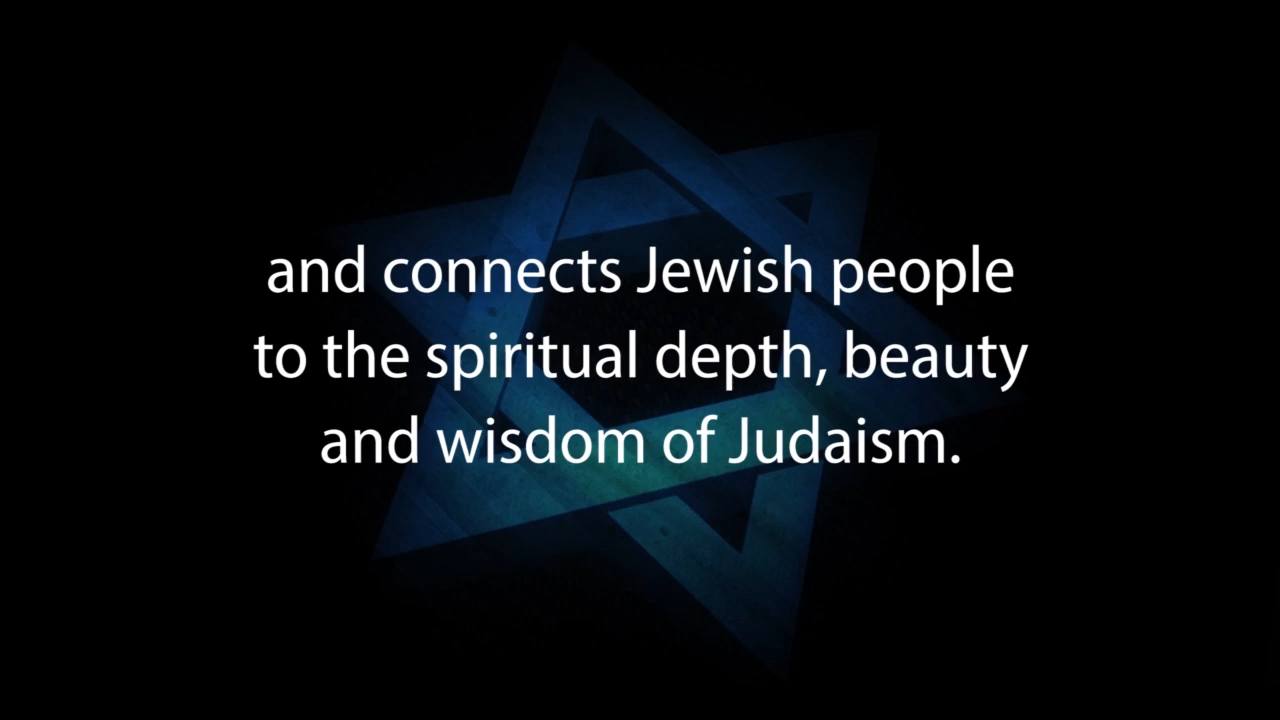 and connects Jewish people
to the spiritual depth, beauty
and wisdom of Judaism.